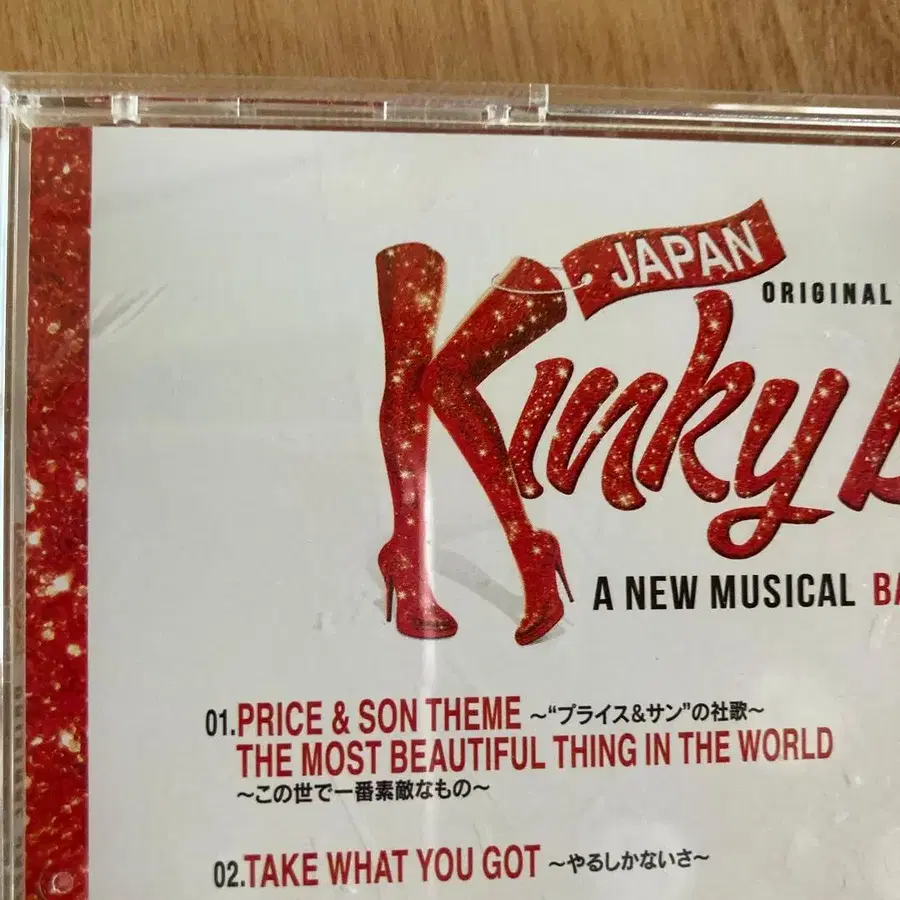 JAPAN
ORIGINAL
Kinky
A NEW MUSICAL
01.PRICE & SON THEME ～“プライス&サン”の社歌～
THE MOST BEAUTIFUL THING IN THE WORLD
～この世で一番素敵なもの～
02.TAKE WHAT YOU GOT ～やるしかないさ～